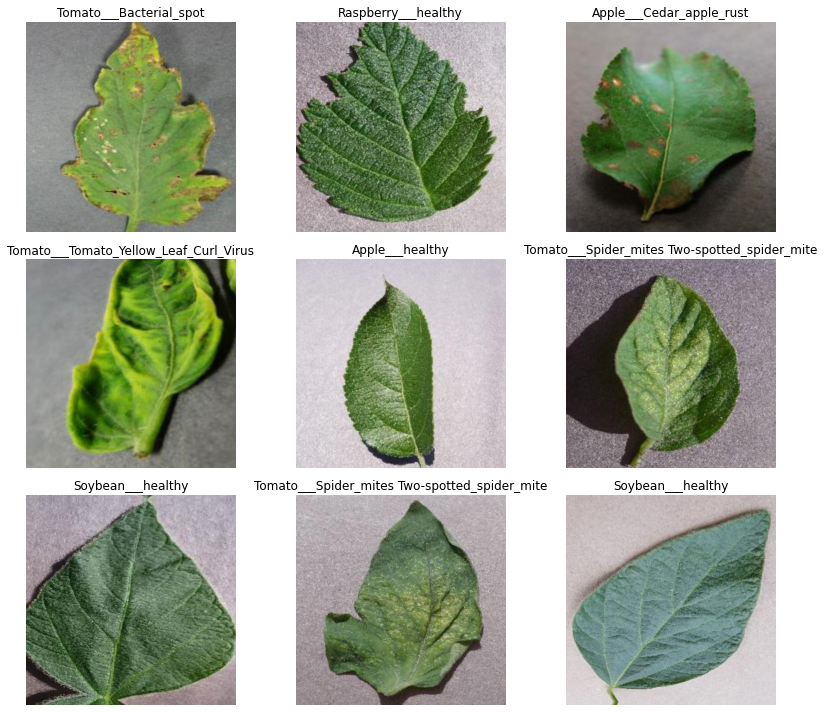 Tomato___Bacterial_spot
Raspberry___healthy
Apple___Cedar_apple_rust
Tomato___Tomato_Yellow_Leaf_Curl_Virus
Apple___healthy
Tomato___Spider_mites Two-spotted_spider_mite
Soybean___healthy
Tomato___Spider_mites Two-spotted_spider_mite
Soybean___healthy